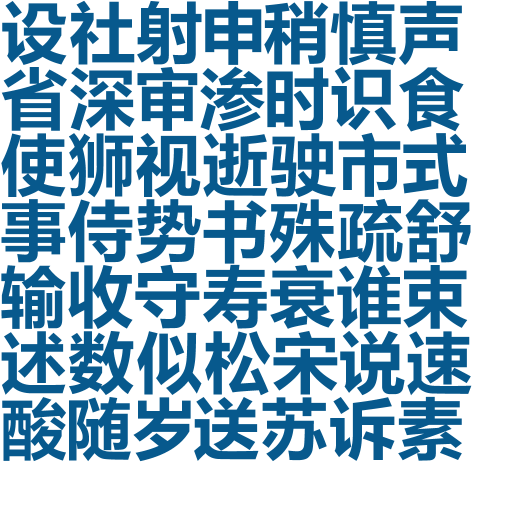 设社射申稍慎声
省深审渗时识食
使狮视逝驶市式
事侍势书殊疏舒
输收守寿衰谁束
述数似松宋说速
酸随岁送苏诉素